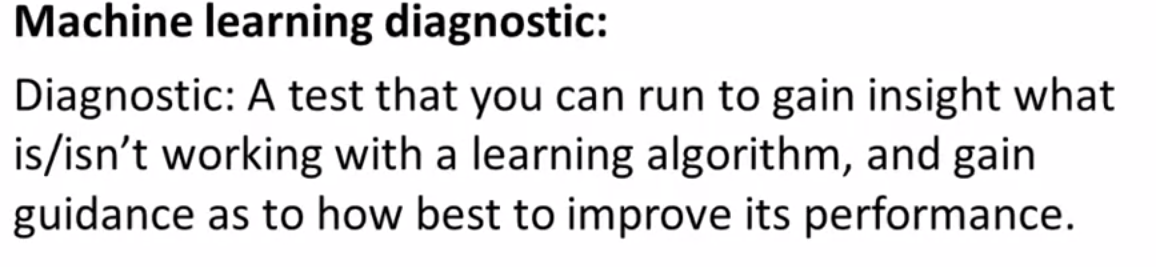 Machine learning diagnostic:
Diagnostic: A test that you can run to gain insight what
is/isn't working with a learning algorithm, and gain
guidance as to how best to improve its performance.